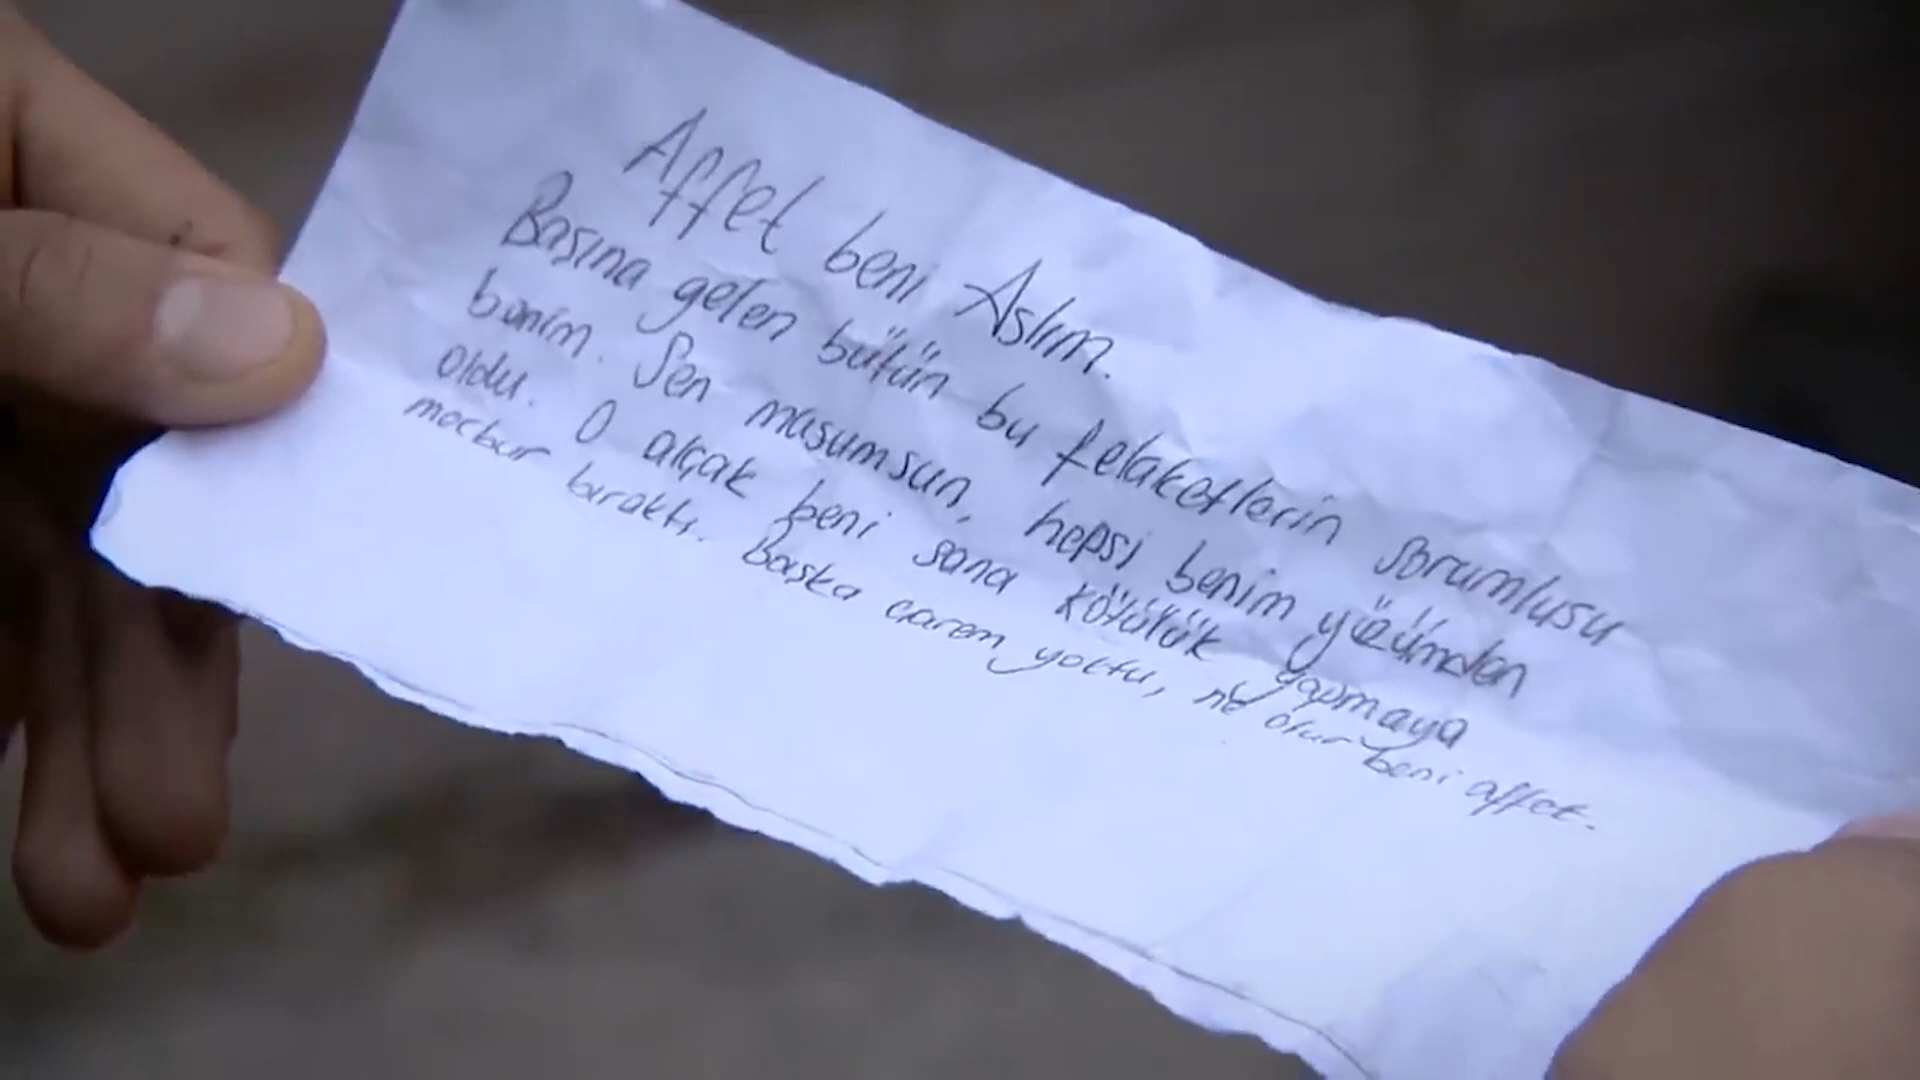 Affet beni Aslım.
Başına gelen bütün bu felaketlerin sorumlusu
benim. Sen masumsun, hepsi benim yüzümden
oldu. O alçak beni sana kötülük yapmaya
mecbur bıraktı. Başka çarem yoktu, ne olur beni affet.